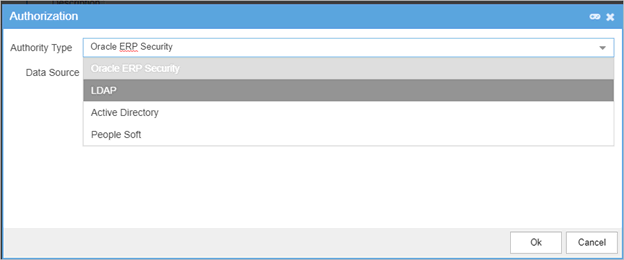 Authorization
Authority Type
Oracle ERP Security
Data Source
Oracle ERP Security
LDAP
Active Directory
People Soft
Ok
Cancel